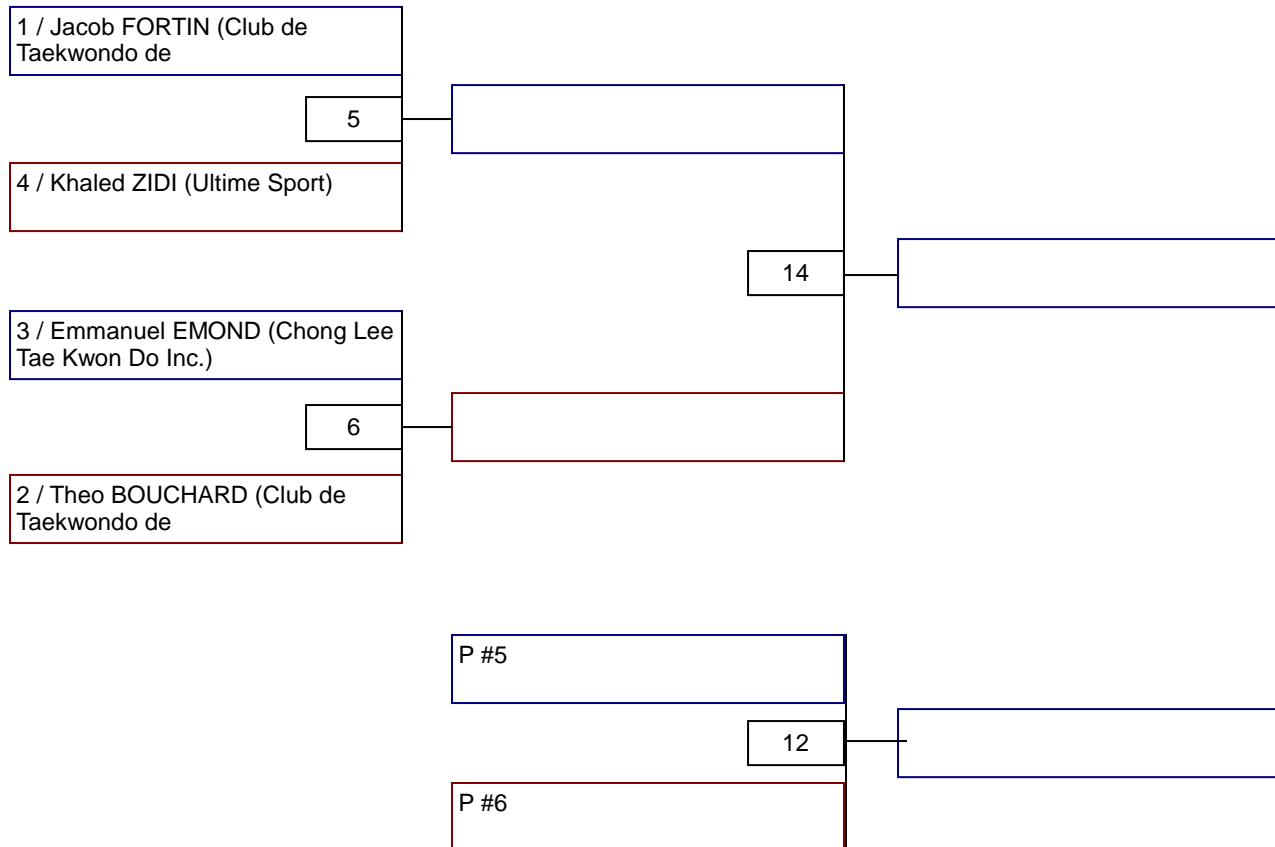 1 / Jacob FORTIN (Club de
Taekwondo de
5
4 / Khaled ZIDI (Ultime Sport)
14
3 / Emmanuel EMOND (Chong Lee
Tae Kwon Do Inc.)
6
2 / Theo BOUCHARD (Club de
Taekwondo de
P #5
12
P #6